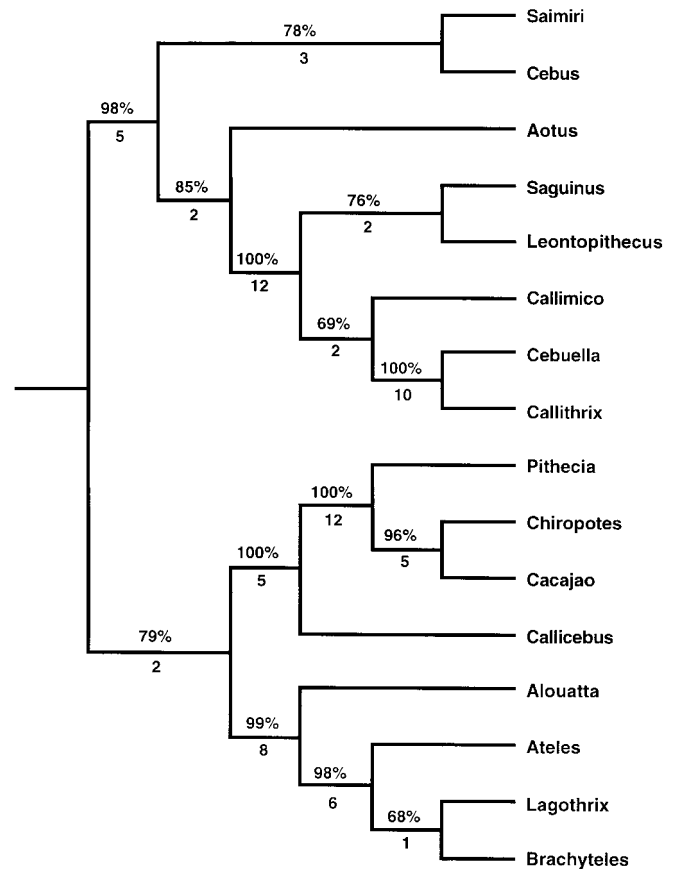 Saimiri
78%
3
Cebus
98%
5
Aotus
85%
2
Saguinus
76%
2
Leontopithecus
100%
12
Callimico
69%
2
Cebuella
100%
10
Callithrix
Pithecia
100%
12
Chiropotes
96%
5
Cacajao
100%
5
Callicebus
79%
2
Alouatta
99%
8
Ateles
98%
6
Lagothrix
68%
1
Brachyteles